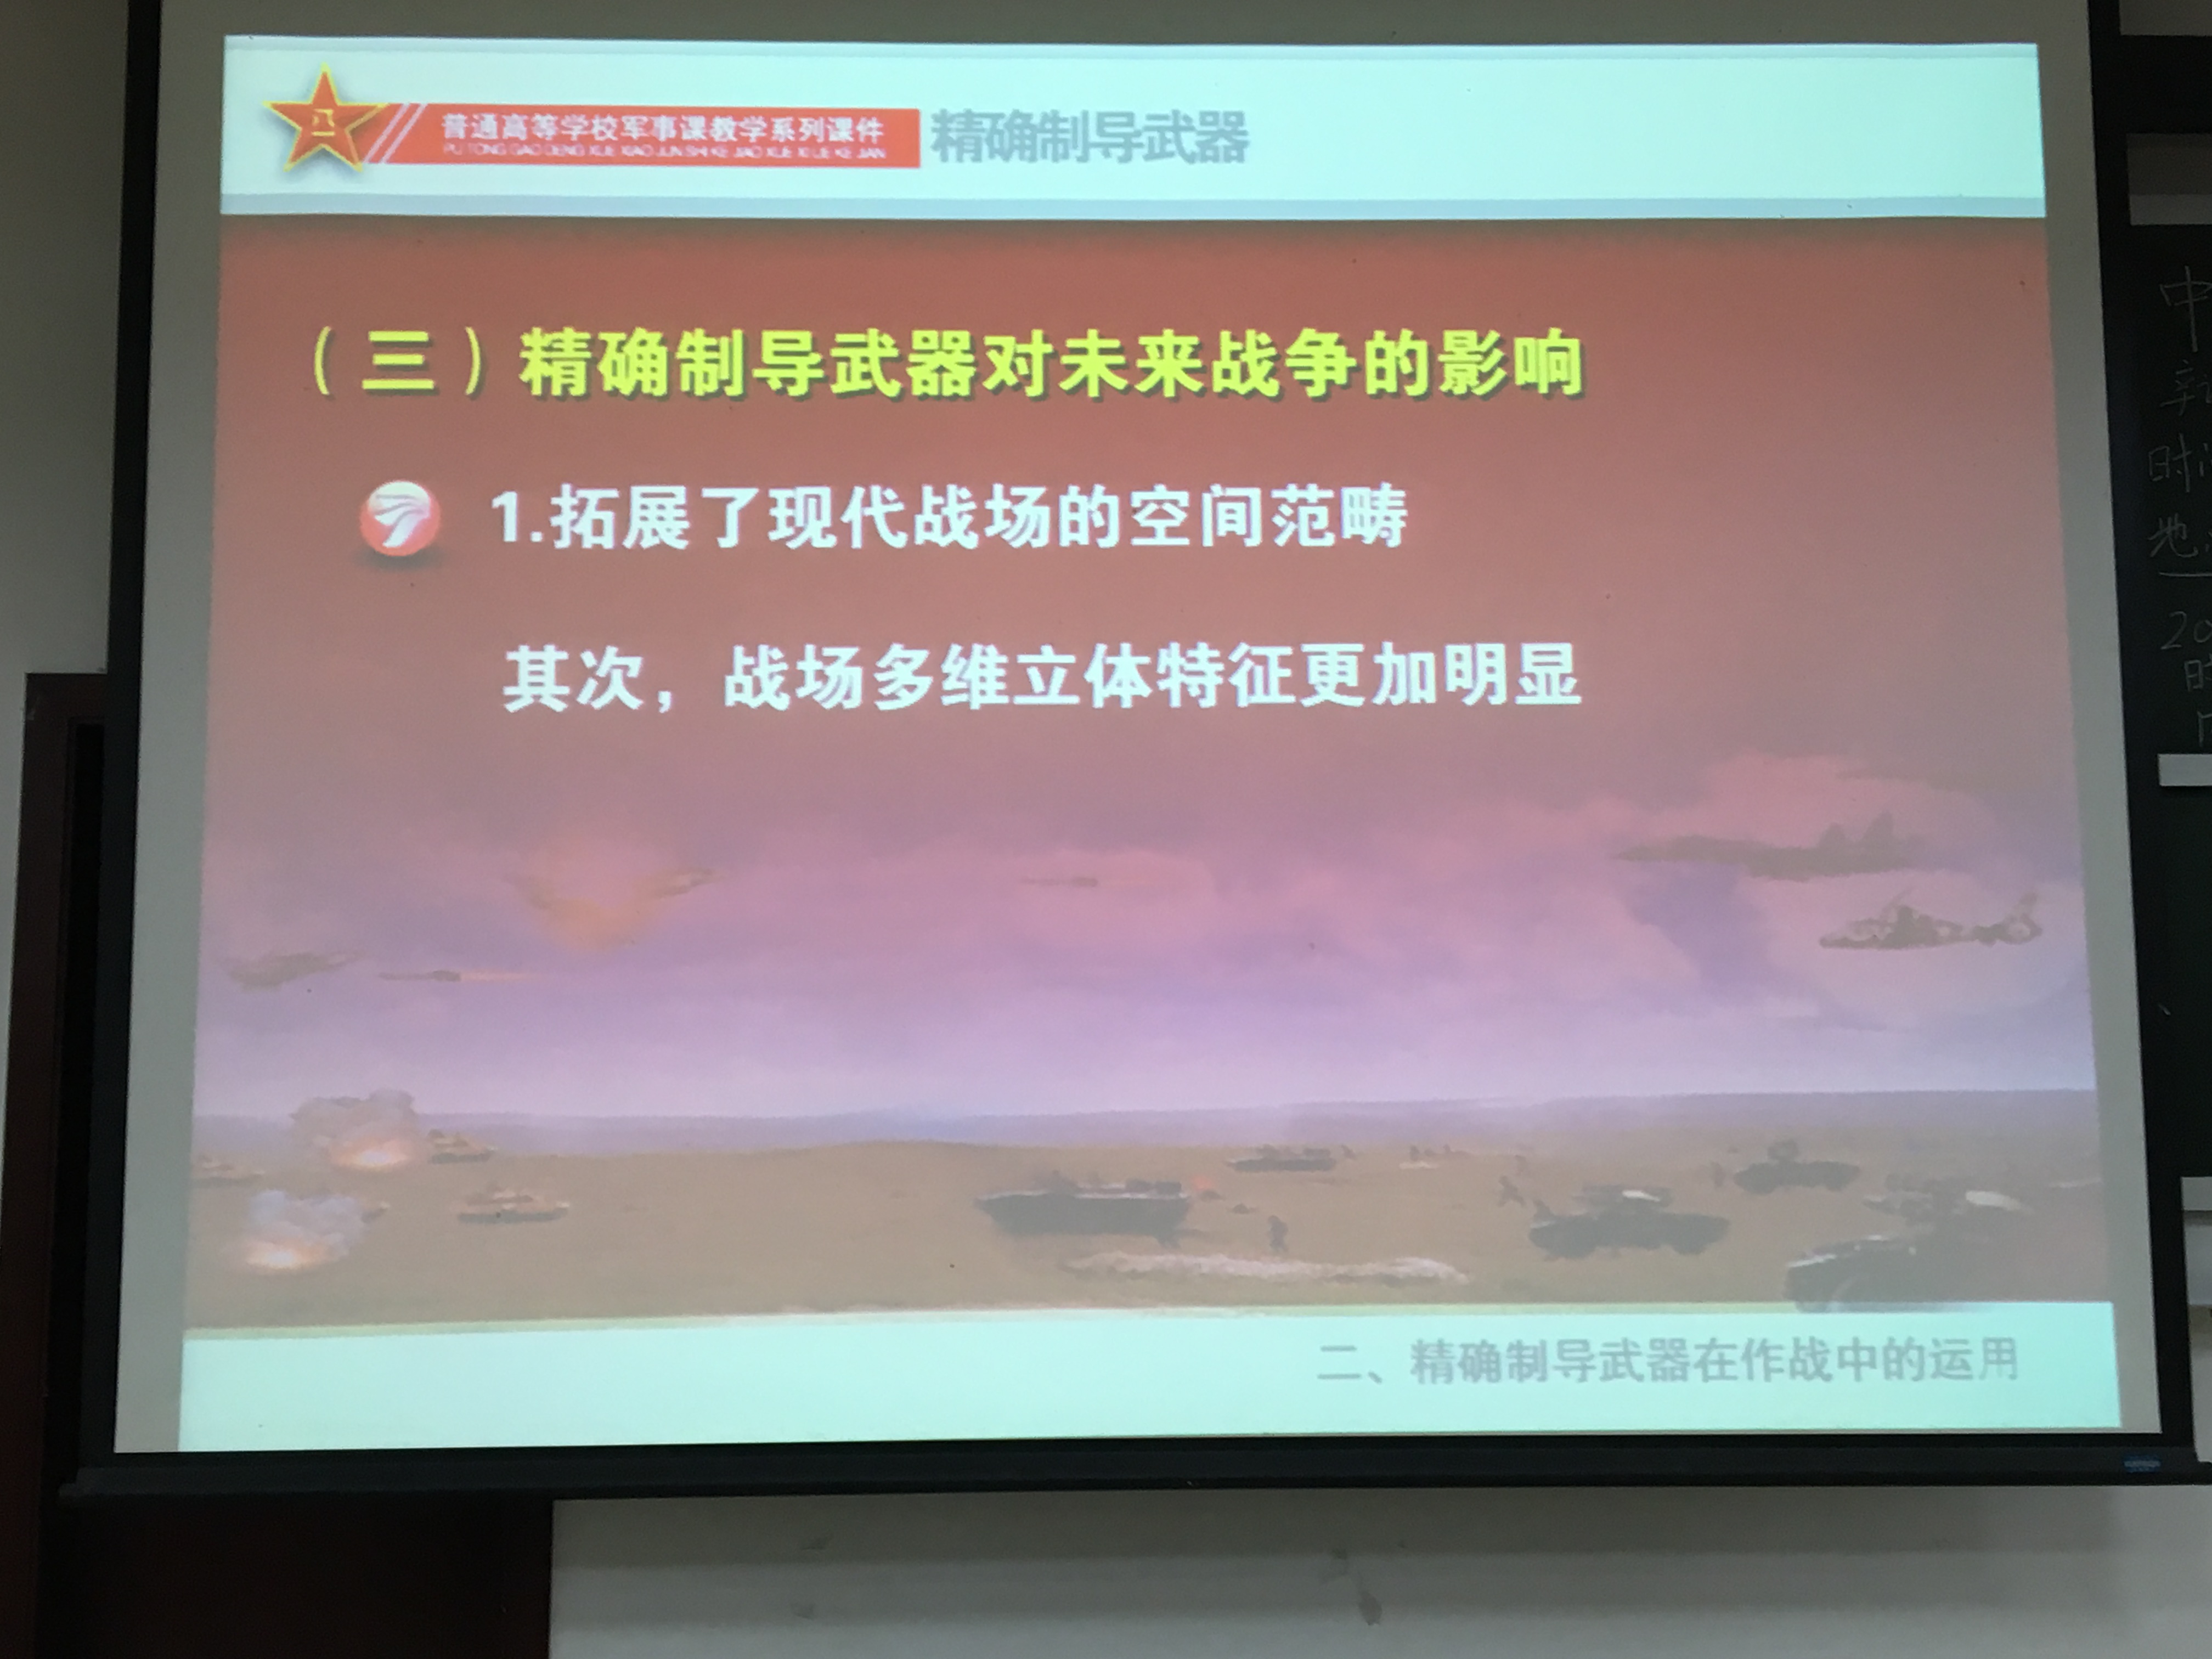 八一
普通高等学校军事课教学系列课件
PU TONG GAO DENG XUE XIAO JUN SHI KE JIAO XUE XI LIE KE JIAN
精确制导武器
（三）精确制导武器对未来战争的影响
1.拓展了现代战场的空间范畴
其次，战场多维立体特征更加明显
二、精确制导武器在作战中的运用
中
时
地